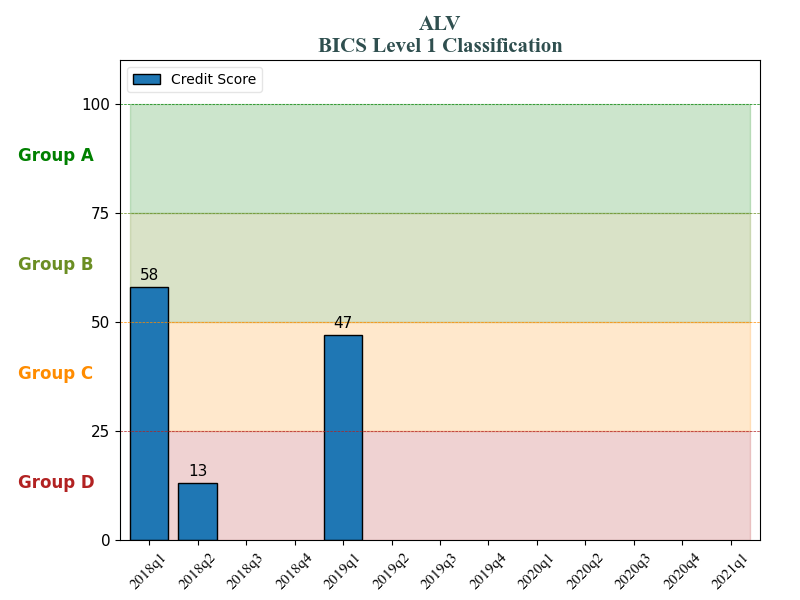 ALV
BICS Level 1 Classification
Credit Score
100
Group A
75
Group B
58
50
47
Group C
25
13
Group D
0
2018q1 2018q2 2018q3 2018q4 2019q1 2019q2 2019q3 2019q4 2020q1 2020q2 2020q3 2020q4 2021q1